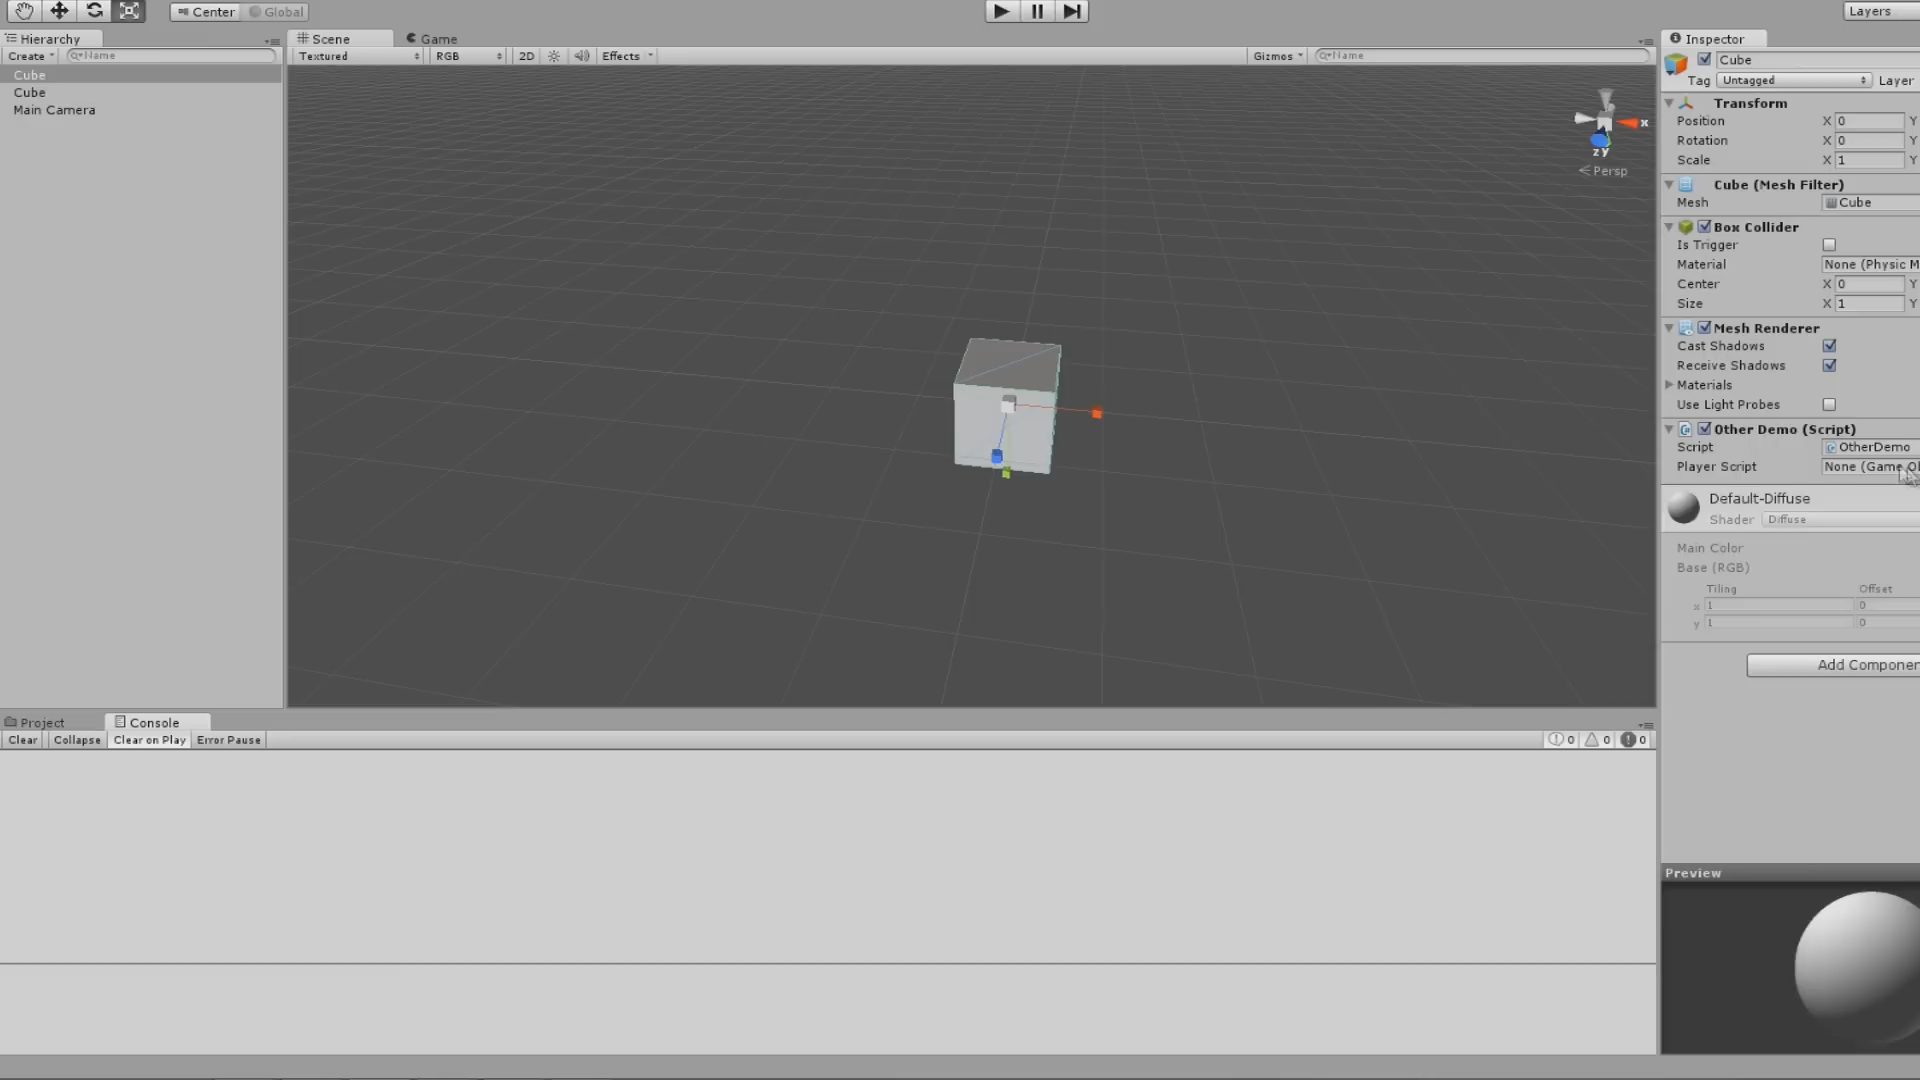 Center Global
Layers
Hierarchy
Create Name
Cube
Cube
Main Camera
Scene Game
Textured RGB 2D Effects Gizmos Name
x
z y
Persp
Inspector
Cube
Tag Untagged Layer
Transform
Position X 0 Y
Rotation X 0 Y
Scale X 1 Y
Cube (Mesh Filter)
Mesh Cube
Box Collider
Is Trigger
Material None (Physic M
Center X 0 Y
Size X 1 Y
Mesh Renderer
Cast Shadows
Receive Shadows
Materials
Use Light Probes
Other Demo (Script)
Script OtherDemo
Player Script None (Game Ol
Default-Diffuse
Shader Diffuse
Main Color
Base (RGB)
Tiling Offset
x 1 0
y 1 0
Add Componen
Project Console
Clear Collapse Clear on Play Error Pause 0 0 0
Preview